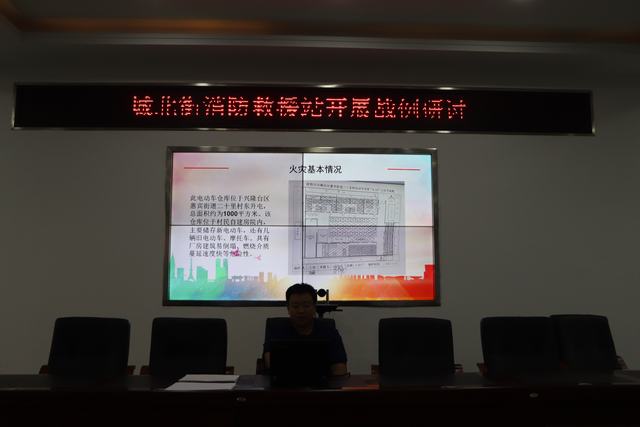 城北街消防救援站开展战例研讨
火灾基本情况
此电动车仓库位于兴隆台区
惠宾街道二十里村东升屯，
总面积约为1000平方米、该
仓库位于村民自建房院内，
主要储存新电动车，还有几
辆旧电动车、摩托车。具有
厂房建筑易倒塌，燃烧介质
蔓延速度快等危险性。